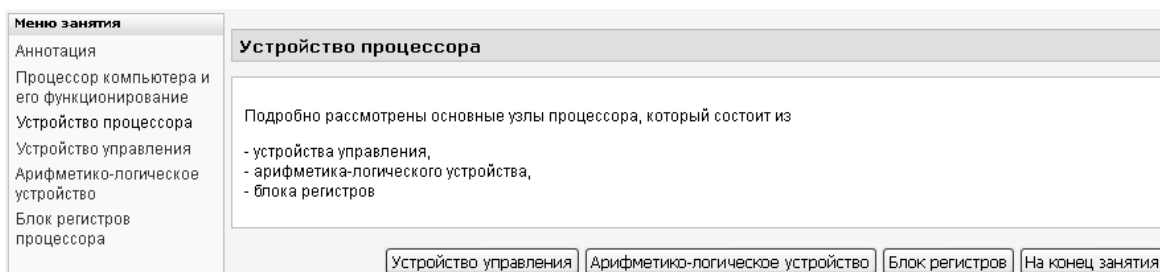 Меню занятия
Аннотация
Процессор компьютера и
его функционирование
Устройство процессора
Устройство управления
Арифметико-логическое
устройство
Блок регистров
процессора
Устройство процессора
Подробно рассмотрены основные узлы процессора, который состоит из
- устройства управления,
- арифметика-логического устройства,
- блока регистров
Устройство управления Арифметико-логическое устройство Блок регистров На конец занятия